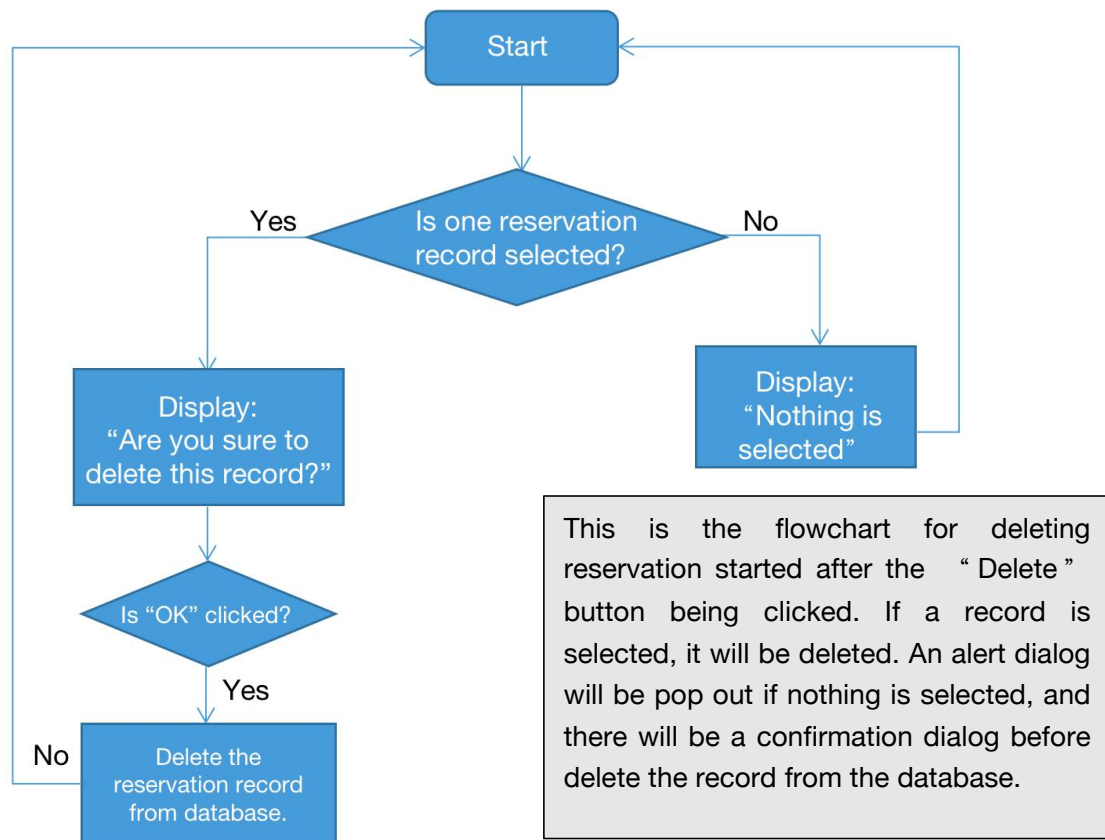 Start
Yes
Is one reservation
record selected?
No
Display:
“Are you sure to
delete this record?”
Display:
“Nothing is
selected”
Is “OK” clicked?
Yes
No
Delete the
reservation record
from database.
This is the flowchart for deleting
reservation started after the “Delete”
button being clicked. If a record is
selected, it will be deleted. An alert dialog
will be pop out if nothing is selected, and
there will be a confirmation dialog before
delete the record from the database.